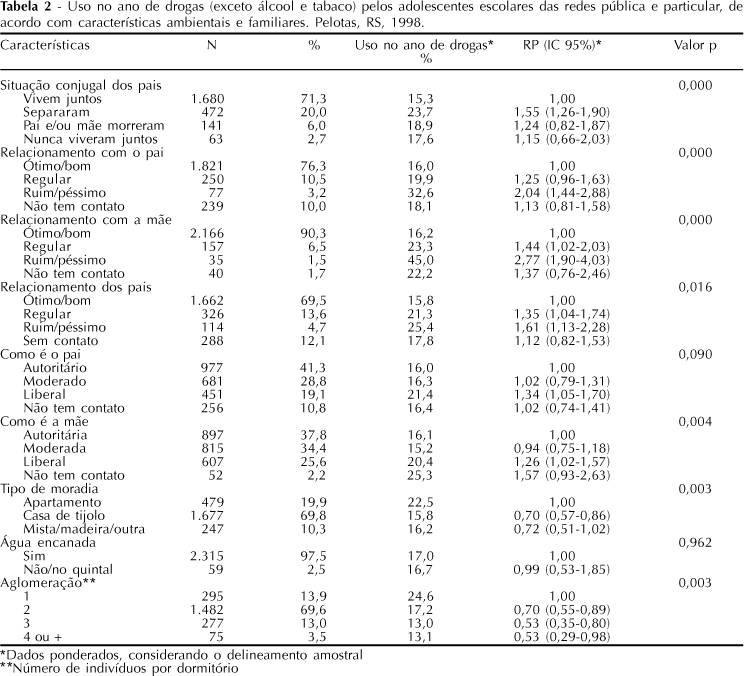 Tabela 2 - Uso no ano de drogas (exceto álcool e tabaco) pelos adolescentes escolares das redes pública e particular, de
acordo com características ambientais e familiares. Pelotas, RS, 1998.
Características N % Uso no ano de drogas* RP (IC 95%)* Valor p
%
Situação conjugal dos pais 0,000
Vivem juntos 1.680 71,3 15,3 1,00
Separaram 472 20,0 23,7 1,55 (1,26-1,90)
Pai e/ou mãe morreram 141 6,0 18,9 1,24 (0,82-1,87)
Nunca viveram juntos 63 2,7 17,6 1,15 (0,66-2,03)
Relacionamento com o pai 0,000
Ótimo/bom 1.821 76,3 16,0 1,00
Regular 250 10,5 19,9 1,25 (0,96-1,63)
Ruim/péssimo 77 3,2 32,6 2,04 (1,44-2,88)
Não tem contato 239 10,0 18,1 1,13 (0,81-1,58)
Relacionamento com a mãe 0,000
Ótimo/bom 2.166 90,3 16,2 1,00
Regular 157 6,5 23,3 1,44 (1,02-2,03)
Ruim/péssimo 35 1,5 45,0 2,77 (1,90-4,03)
Não tem contato 40 1,7 22,2 1,37 (0,76-2,46)
Relacionamento dos pais 0,016
Ótimo/bom 1.662 69,5 15,8 1,00
Regular 326 13,6 21,3 1,35 (1,04-1,74)
Ruim/péssimo 114 4,7 25,4 1,61 (1,13-2,28)
Sem contato 288 12,1 17,8 1,12 (0,82-1,53)
Como é o pai 0,090
Autoritário 977 41,3 16,0 1,00
Moderado 681 28,8 16,3 1,02 (0,79-1,31)
Liberal 451 19,1 21,4 1,34 (1,05-1,70)
Não tem contato 256 10,8 16,4 1,02 (0,74-1,41)
Como é a mãe 0,004
Autoritária 897 37,8 16,1 1,00
Moderada 815 34,4 15,2 0,94 (0,75-1,18)
Liberal 607 25,6 20,4 1,26 (1,02-1,57)
Não tem contato 52 2,2 25,3 1,57 (0,93-2,63)
Tipo de moradia 0,003
Apartamento 479 19,9 22,5 1,00
Casa de tijolo 1.677 69,8 15,8 0,70 (0,57-0,86)
Mista/madeira/outra 247 10,3 16,2 0,72 (0,51-1,02)
Água encanada 0,962
Sim 2.315 97,5 17,0 1,00
Não/no quintal 59 2,5 16,7 0,99 (0,53-1,85)
Aglomeração** 0,003
1 295 13,9 24,6 1,00
2 1.482 69,6 17,2 0,70 (0,55-0,89)
3 277 13,0 13,0 0,53 (0,35-0,80)
4 ou + 75 3,5 13,1 0,53 (0,29-0,98)
*Dados ponderados, considerando o delineamento amostral
**Número de indivíduos por dormitório